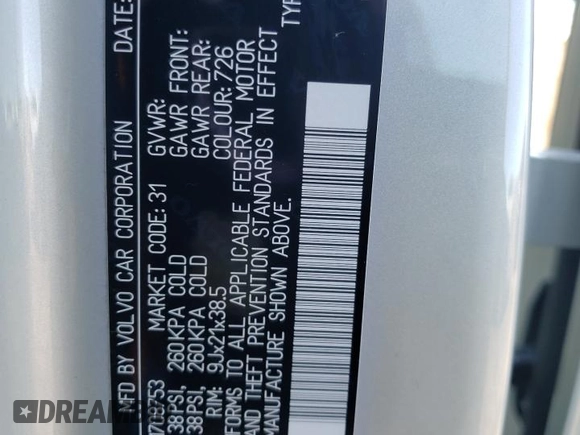 MFD BY VOLVO CAR CORPORATION DATE:
MARKET CODE: 31 GVWR:
38PSI, 260KPA COLD GAWR FRONT:
38PSI, 260KPA COLD GAWR REAR:
RIM: 9Jx21x38.5 COLOUR: 726
FORMS TO ALL APPLICABLE FEDERAL MOTOR
AND THEFT PREVENTION STANDARDS IN EFFECT
MANUFACTURE SHOWN ABOVE. TYP